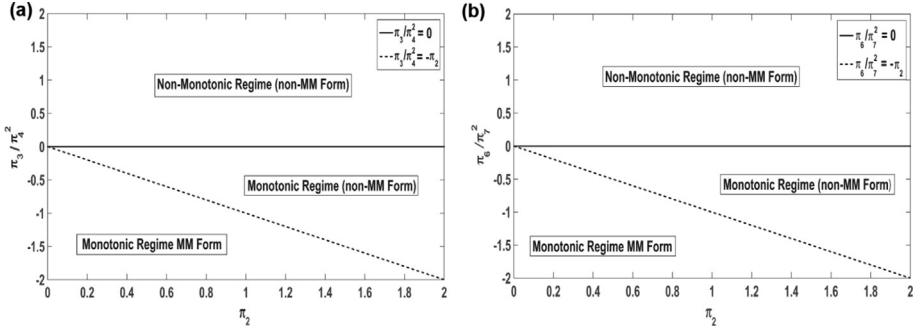 (a)
2
1.5
1
0.5
0
-0.5
-1
-1.5
-2
π3/π4^2
π3/π4^2 = 0
π3/π4^2 = -π2
Non-Monotonic Regime (non-MM Form)
Monotonic Regime (non-MM Form)
Monotonic Regime MM Form
0 0.2 0.4 0.6 0.8 1 1.2 1.4 1.6 1.8 2
π2
(b)
2
1.5
1
0.5
0
-0.5
-1
-1.5
-2
π6/π7^2
π6/π7^2 = 0
π6/π7^2 = -π2
Non-Monotonic Regime (non-MM Form)
Monotonic Regime (non-MM Form)
Monotonic Regime MM Form
0 0.2 0.4 0.6 0.8 1 1.2 1.4 1.6 1.8 2
π2